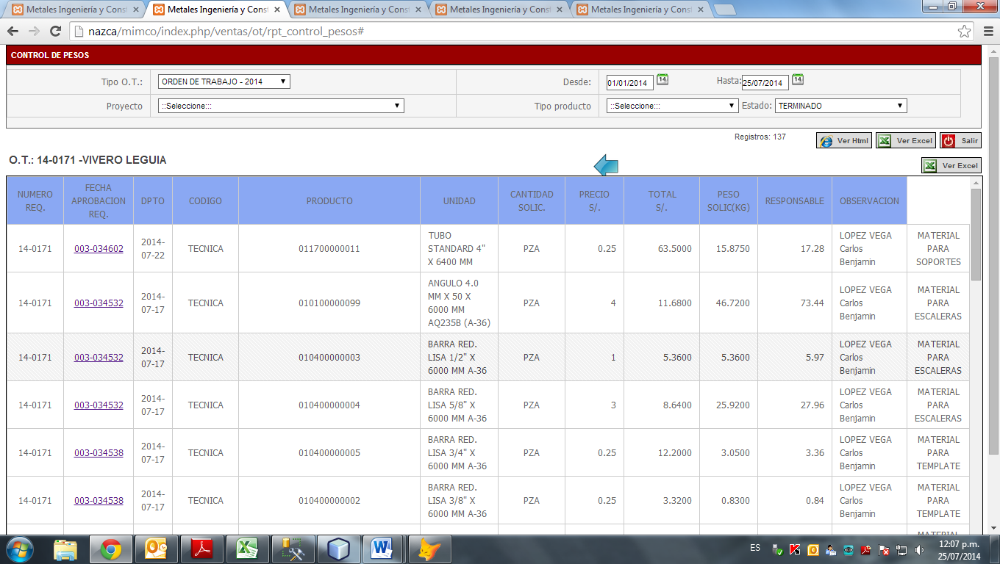 Metales Ingeniería y Const
Metales Ingeniería y Const
Metales Ingeniería y Const
Metales Ingeniería y Const
Metales Ingeniería y Const
nazca/mimco/index.php/ventas/ot/rpt_control_pesos#
CONTROL DE PESOS
Tipo O.T.: ORDEN DE TRABAJO - 2014 Desde: 01/01/2014 14 Hasta: 25/07/2014 14
Proyecto ::Seleccione::: Tipo producto ::Seleccione::: Estado: TERMINADO
Registros: 137 Ver Html Ver Excel Salir
O.T.: 14-0171 -VIVERO LEGUIA
Ver Excel
NUMERO REQ. FECHA APROBACION REQ. DPTO CODIGO PRODUCTO UNIDAD CANTIDAD SOLIC. PRECIO S/. TOTAL S/. PESO SOLIC(KG) RESPONSABLE OBSERVACION
14-0171 003-034602 2014-07-22 TECNICA 011700000011 TUBO STANDARD 4" X 6400 MM PZA 0.25 63.5000 15.8750 17.28 LOPEZ VEGA Carlos Benjamin MATERIAL PARA SOPORTES
14-0171 003-034532 2014-07-17 TECNICA 010100000099 ANGULO 4.0 MM X 50 X 6000 MM AQ235B (A-36) PZA 4 11.6800 46.7200 73.44 LOPEZ VEGA Carlos Benjamin MATERIAL PARA ESCALERAS
14-0171 003-034532 2014-07-17 TECNICA 010400000003 BARRA RED. LISA 1/2" X 6000 MM A-36 PZA 1 5.3600 5.3600 5.97 LOPEZ VEGA Carlos Benjamin MATERIAL PARA ESCALERAS
14-0171 003-034532 2014-07-17 TECNICA 010400000004 BARRA RED. LISA 5/8" X 6000 MM A-36 PZA 3 8.6400 25.9200 27.96 LOPEZ VEGA Carlos Benjamin MATERIAL PARA ESCALERAS
14-0171 003-034538 2014-07-17 TECNICA 010400000005 BARRA RED. LISA 3/4" X 6000 MM A-36 PZA 0.25 12.2000 3.0500 3.36 LOPEZ VEGA Carlos Benjamin MATERIAL PARA TEMPLATE
14-0171 003-034538 2014-07-17 TECNICA 010400000002 BARRA RED. LISA 3/8" X 6000 MM A-36 PZA 0.25 3.3200 0.8300 0.84 LOPEZ VEGA Carlos Benjamin MATERIAL PARA TEMPLATE
MATERIAL
ES
12:07 p.m.
25/07/2014